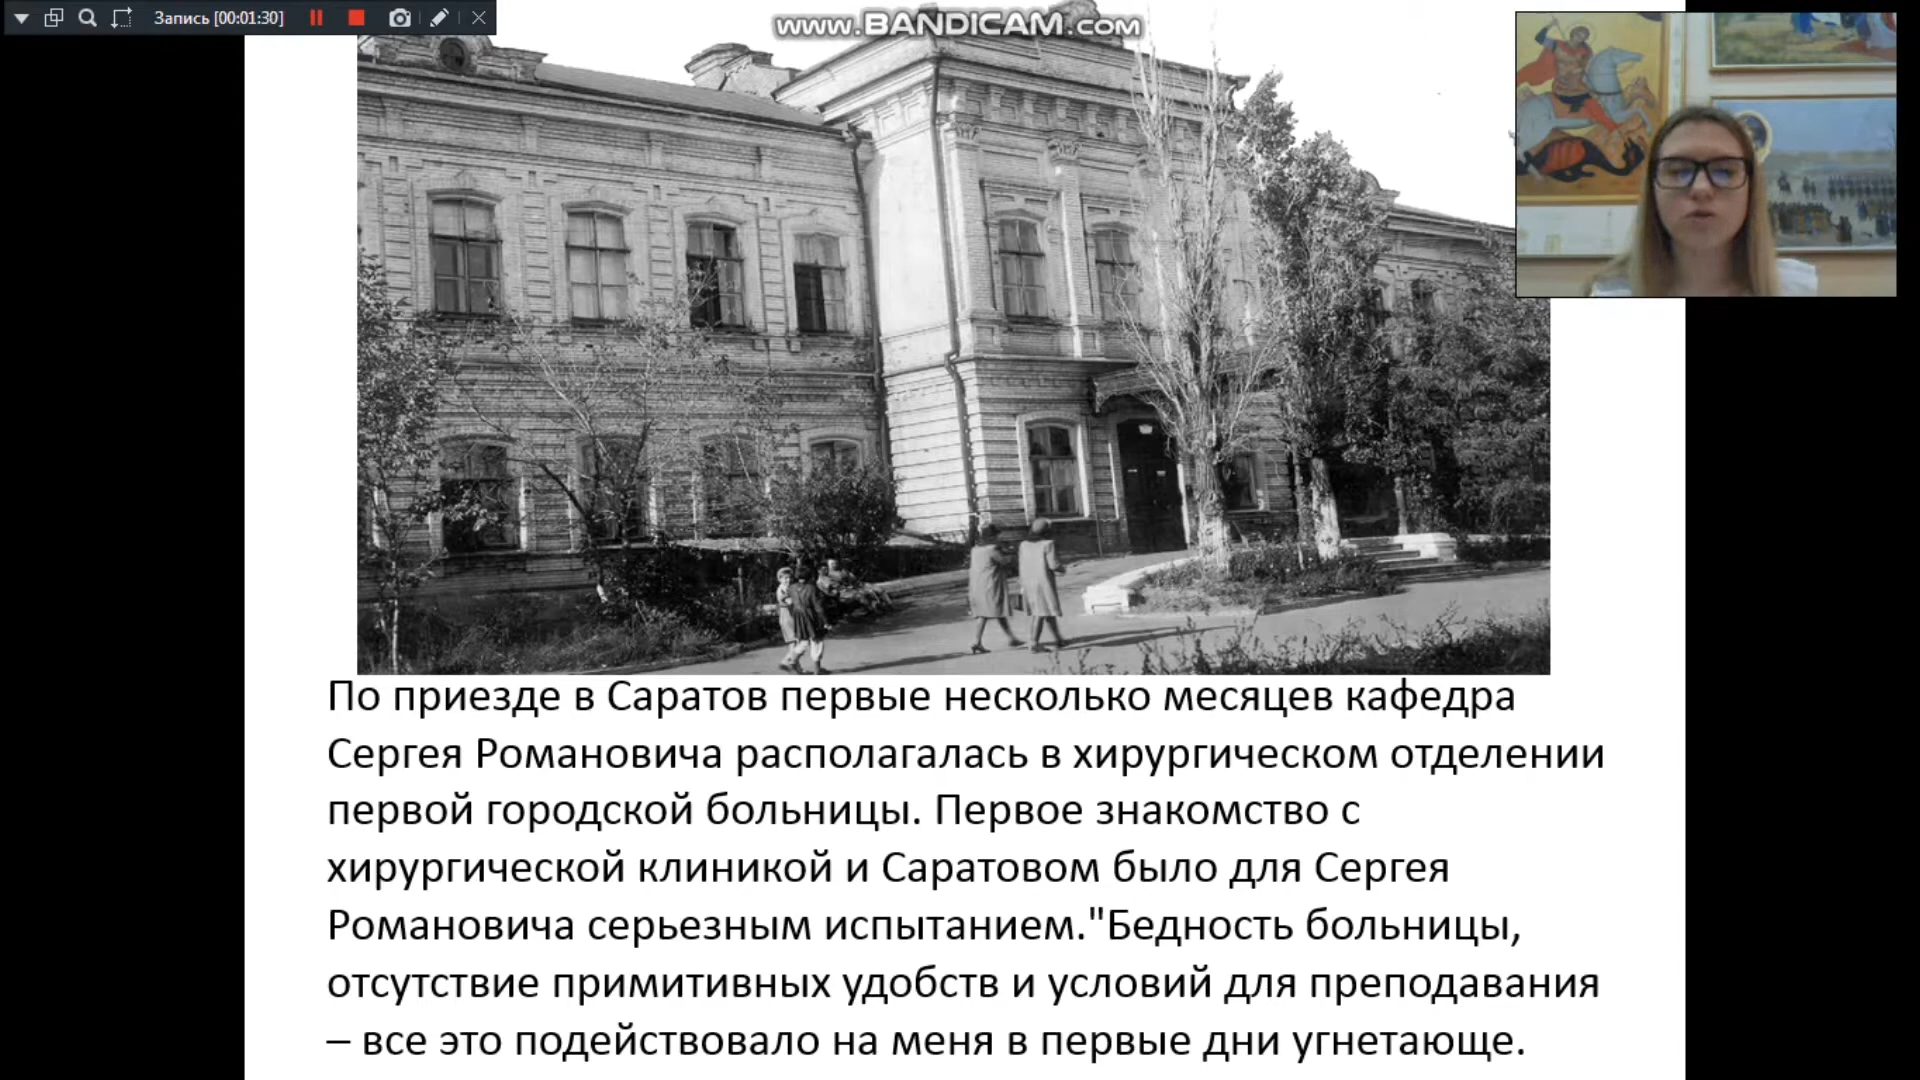 Запись [00:01:30]
www.BANDICAM.com
По приезде в Саратов первые несколько месяцев кафедра
Сергея Романовича располагалась в хирургическом отделении
первой городской больницы. Первое знакомство с
хирургической клиникой и Саратовом было для Сергея
Романовича серьезным испытанием."Бедность больницы,
отсутствие примитивных удобств и условий для преподавания
– все это подействовало на меня в первые дни угнетающе.